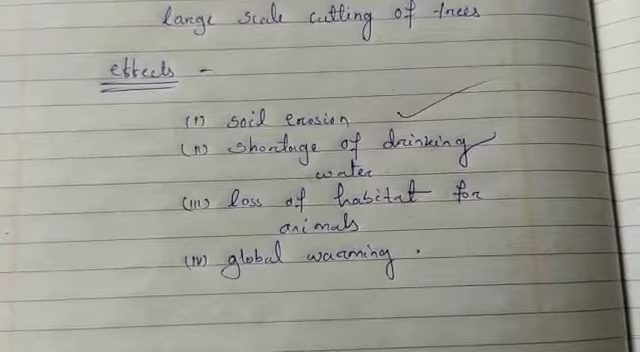 large scale cutting of trees
effects -
(i) soil erosion
(ii) shortage of drinking
water
(iii) loss of habitat for
animals
(iv) global warming.